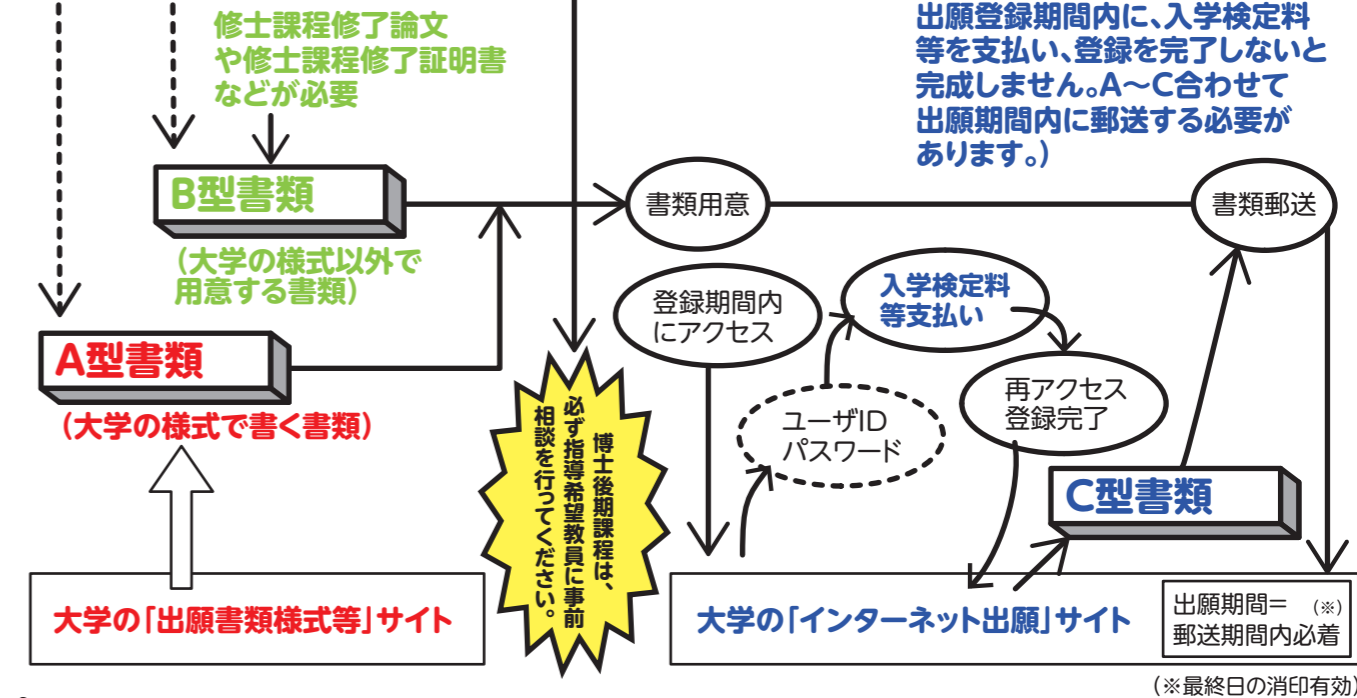 修士課程修了論文
や修士課程修了証明書
などが必要
出願登録期間内に、入学検定料
等を支払い、登録を完了しないと
完成しません。A〜C合わせて
出願期間内に郵送する必要が
あります。)
B型書類
(大学の様式以外で
用意する書類)
書類用意
書類郵送
登録期間内
にアクセス
入学検定料
等支払い
ユーザID
パスワード
再アクセス
登録完了
A型書類
(大学の様式で書く書類)
博士後期課程は、
必ず指導希望教員に事前
相談を行ってください。
C型書類
大学の「出願書類様式等」サイト
大学の「インターネット出願」サイト
出願期間= (※)
郵送期間内必着
(※最終日の消印有効)